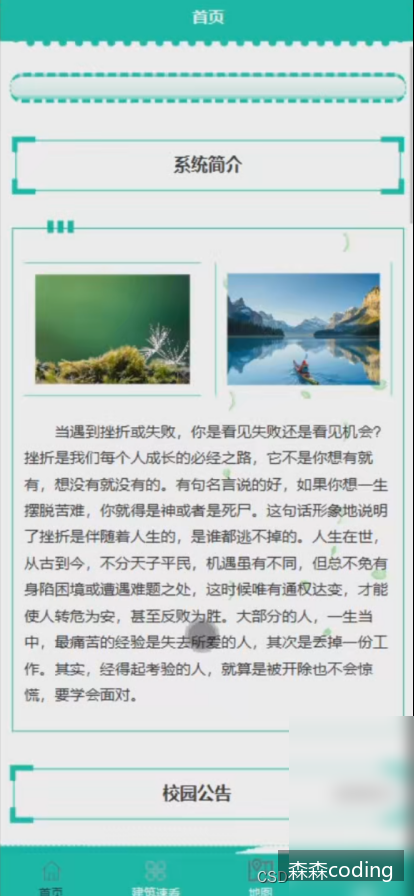 首页
系统简介
当遇到挫折或失败，你是看见失败还是看见机会？
挫折是我们每个人成长的必经之路，它不是你想有就
有，想没有就没有的。有句名言说的好，如果你想一生
摆脱苦难，你就得是神或者是死尸。这句话形象地说明
了挫折是伴随着人生的，是谁都逃不掉的。人生在世，
从古到今，不分天子平民，机遇虽有不同，但总不免有
身陷困境或遭遇难题之处，这时候唯有通权达变，才能
使人转危为安，甚至反败为胜。大部分的人，一生当
中，最痛苦的经验是失去所爱的人，其次是丢掉一份工
作。其实，经得起考验的人，就算是被开除也不会惊
慌，要学会面对。
校园公告
首页
建筑速看
地图
森森coding